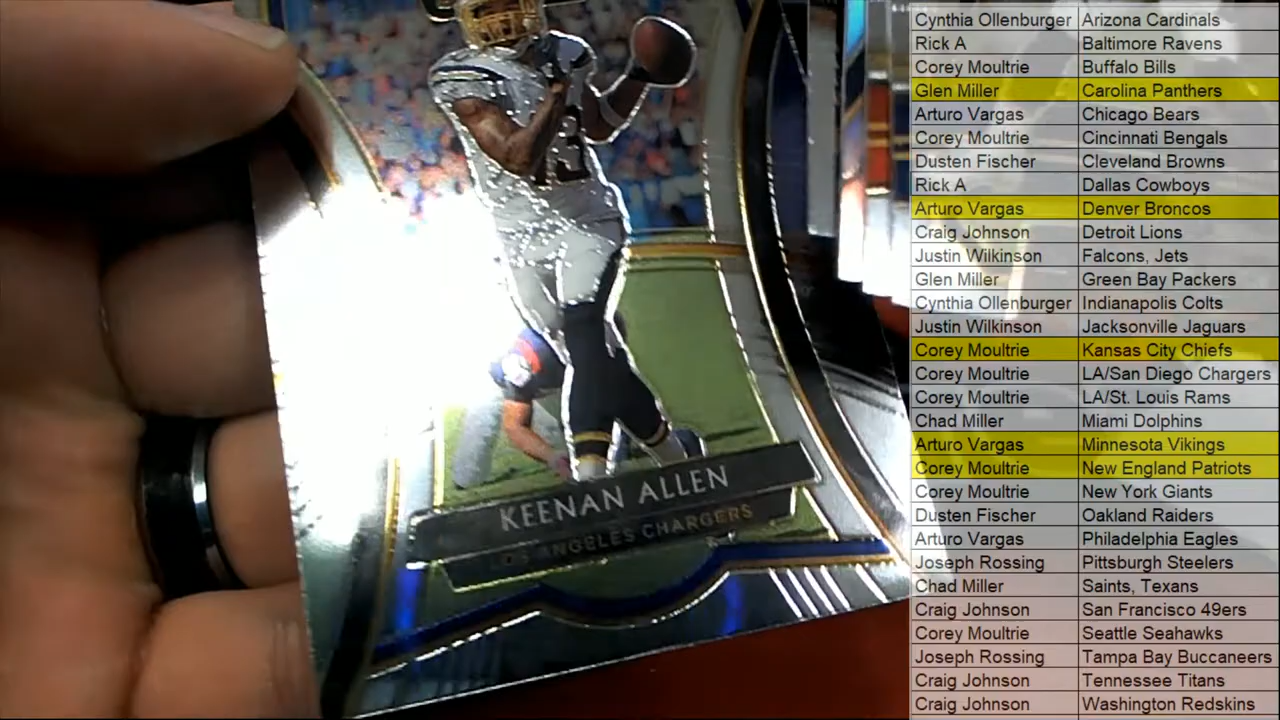 KEENAN ALLEN
LOS ANGELES CHARGERS
Cynthia Ollenburger Arizona Cardinals
Rick A Baltimore Ravens
Corey Moultrie Buffalo Bills
Glen Miller Carolina Panthers
Arturo Vargas Chicago Bears
Corey Moultrie Cincinnati Bengals
Dusten Fischer Cleveland Browns
Rick A Dallas Cowboys
Arturo Vargas Denver Broncos
Craig Johnson Detroit Lions
Justin Wilkinson Falcons, Jets
Glen Miller Green Bay Packers
Cynthia Ollenburger Indianapolis Colts
Justin Wilkinson Jacksonville Jaguars
Corey Moultrie Kansas City Chiefs
Corey Moultrie LA/San Diego Chargers
Corey Moultrie LA/St. Louis Rams
Chad Miller Miami Dolphins
Arturo Vargas Minnesota Vikings
Corey Moultrie New England Patriots
Corey Moultrie New York Giants
Dusten Fischer Oakland Raiders
Arturo Vargas Philadelphia Eagles
Joseph Rossing Pittsburgh Steelers
Chad Miller Saints, Texans
Craig Johnson San Francisco 49ers
Corey Moultrie Seattle Seahawks
Joseph Rossing Tampa Bay Buccaneers
Craig Johnson Tennessee Titans
Craig Johnson Washington Redskins